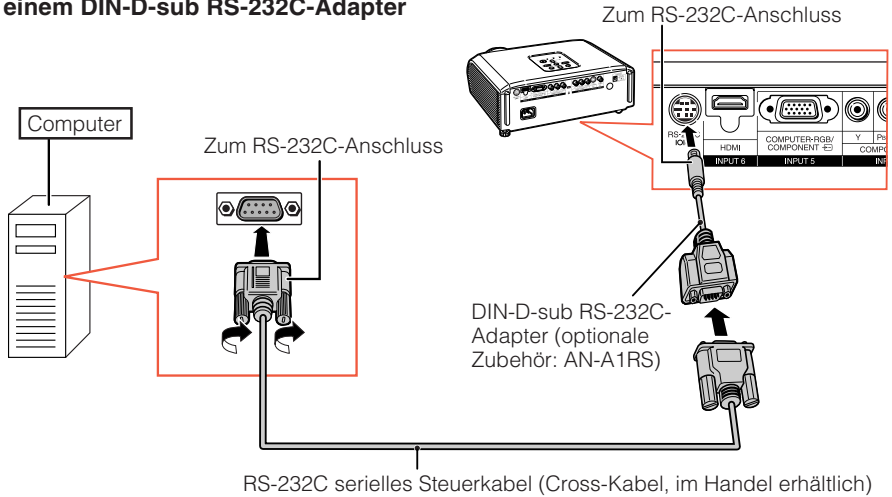 einem DIN-D-sub RS-232C-Adapter
Zum RS-232C-Anschluss
Computer
Zum RS-232C-Anschluss
HDMI
INPUT 6
COMPUTER-RGB/
COMPONENT
INPUT 5
Y
DIN-D-sub RS-232C-
Adapter (optionale
Zubehör: AN-A1RS)
RS-232C serielles Steuerkabel (Cross-Kabel, im Handel erhältlich)